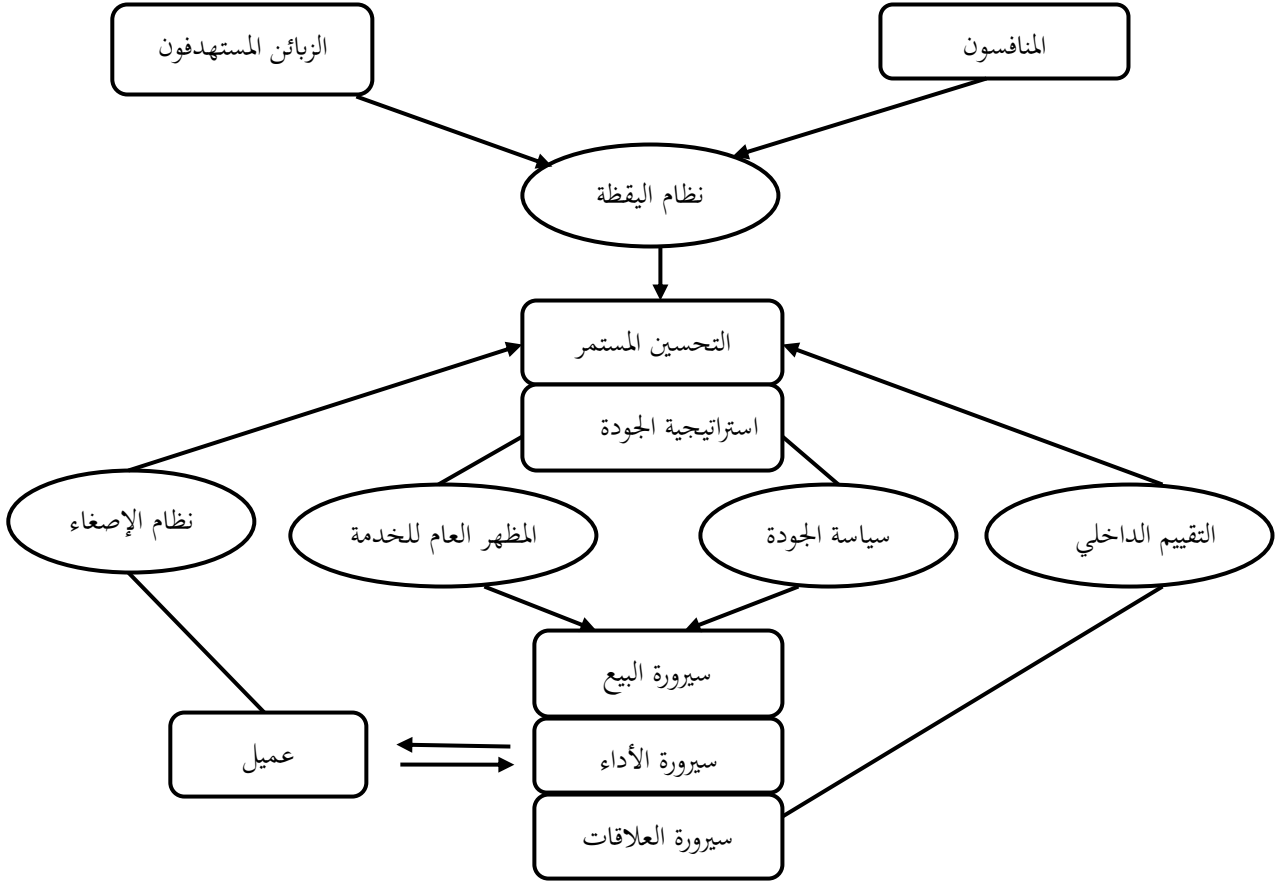 المنافسون
الزبائن المستهدفون
نظام اليقظة
التحسين المستمر
استراتيجية الجودة
التقييم الداخلي
سياسة الجودة
المظهر العام للخدمة
نظام الإصغاء
سيرورة البيع
سيرورة الأداء
عميل
سيرورة العلاقات